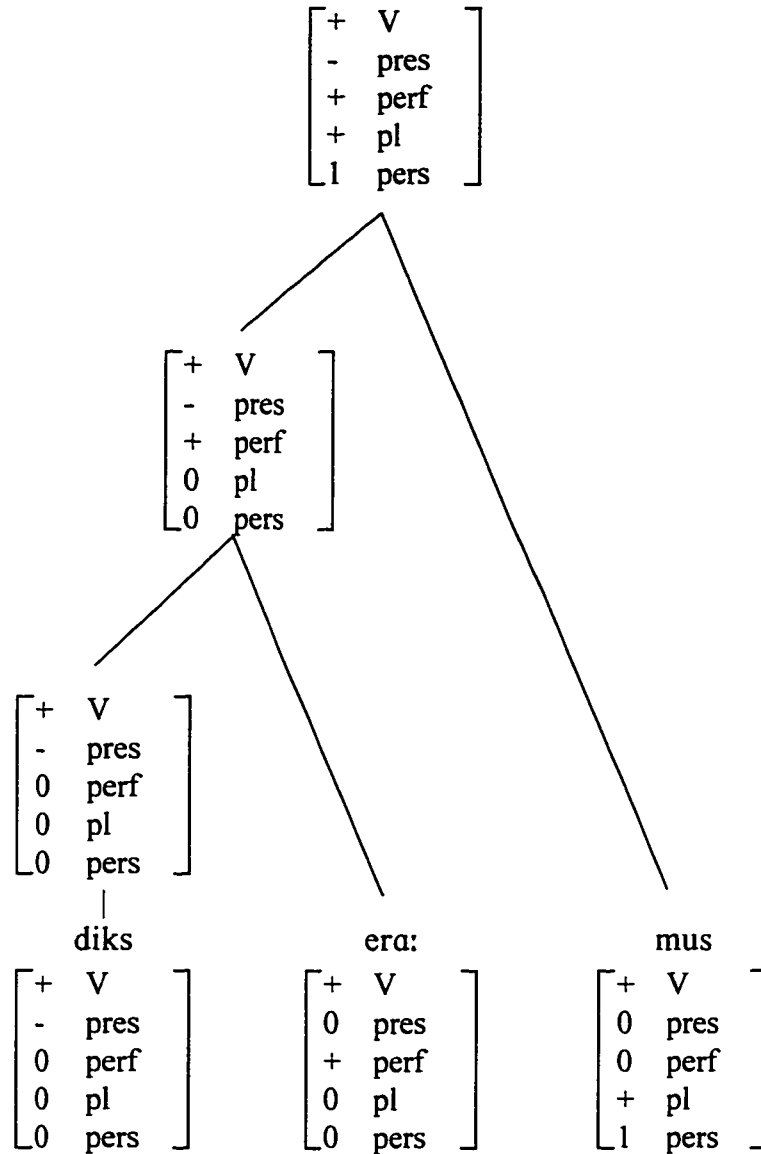 + V
- pres
+ perf
+ pl
1 pers
+ V
- pres
+ perf
0 pl
0 pers
+ V
- pres
0 perf
0 pl
0 pers
diks erɑ: mus
+ V + V + V
- pres 0 pres 0 pres
0 perf + perf 0 perf
0 pl 0 pl + pl
0 pers 0 pers 1 pers